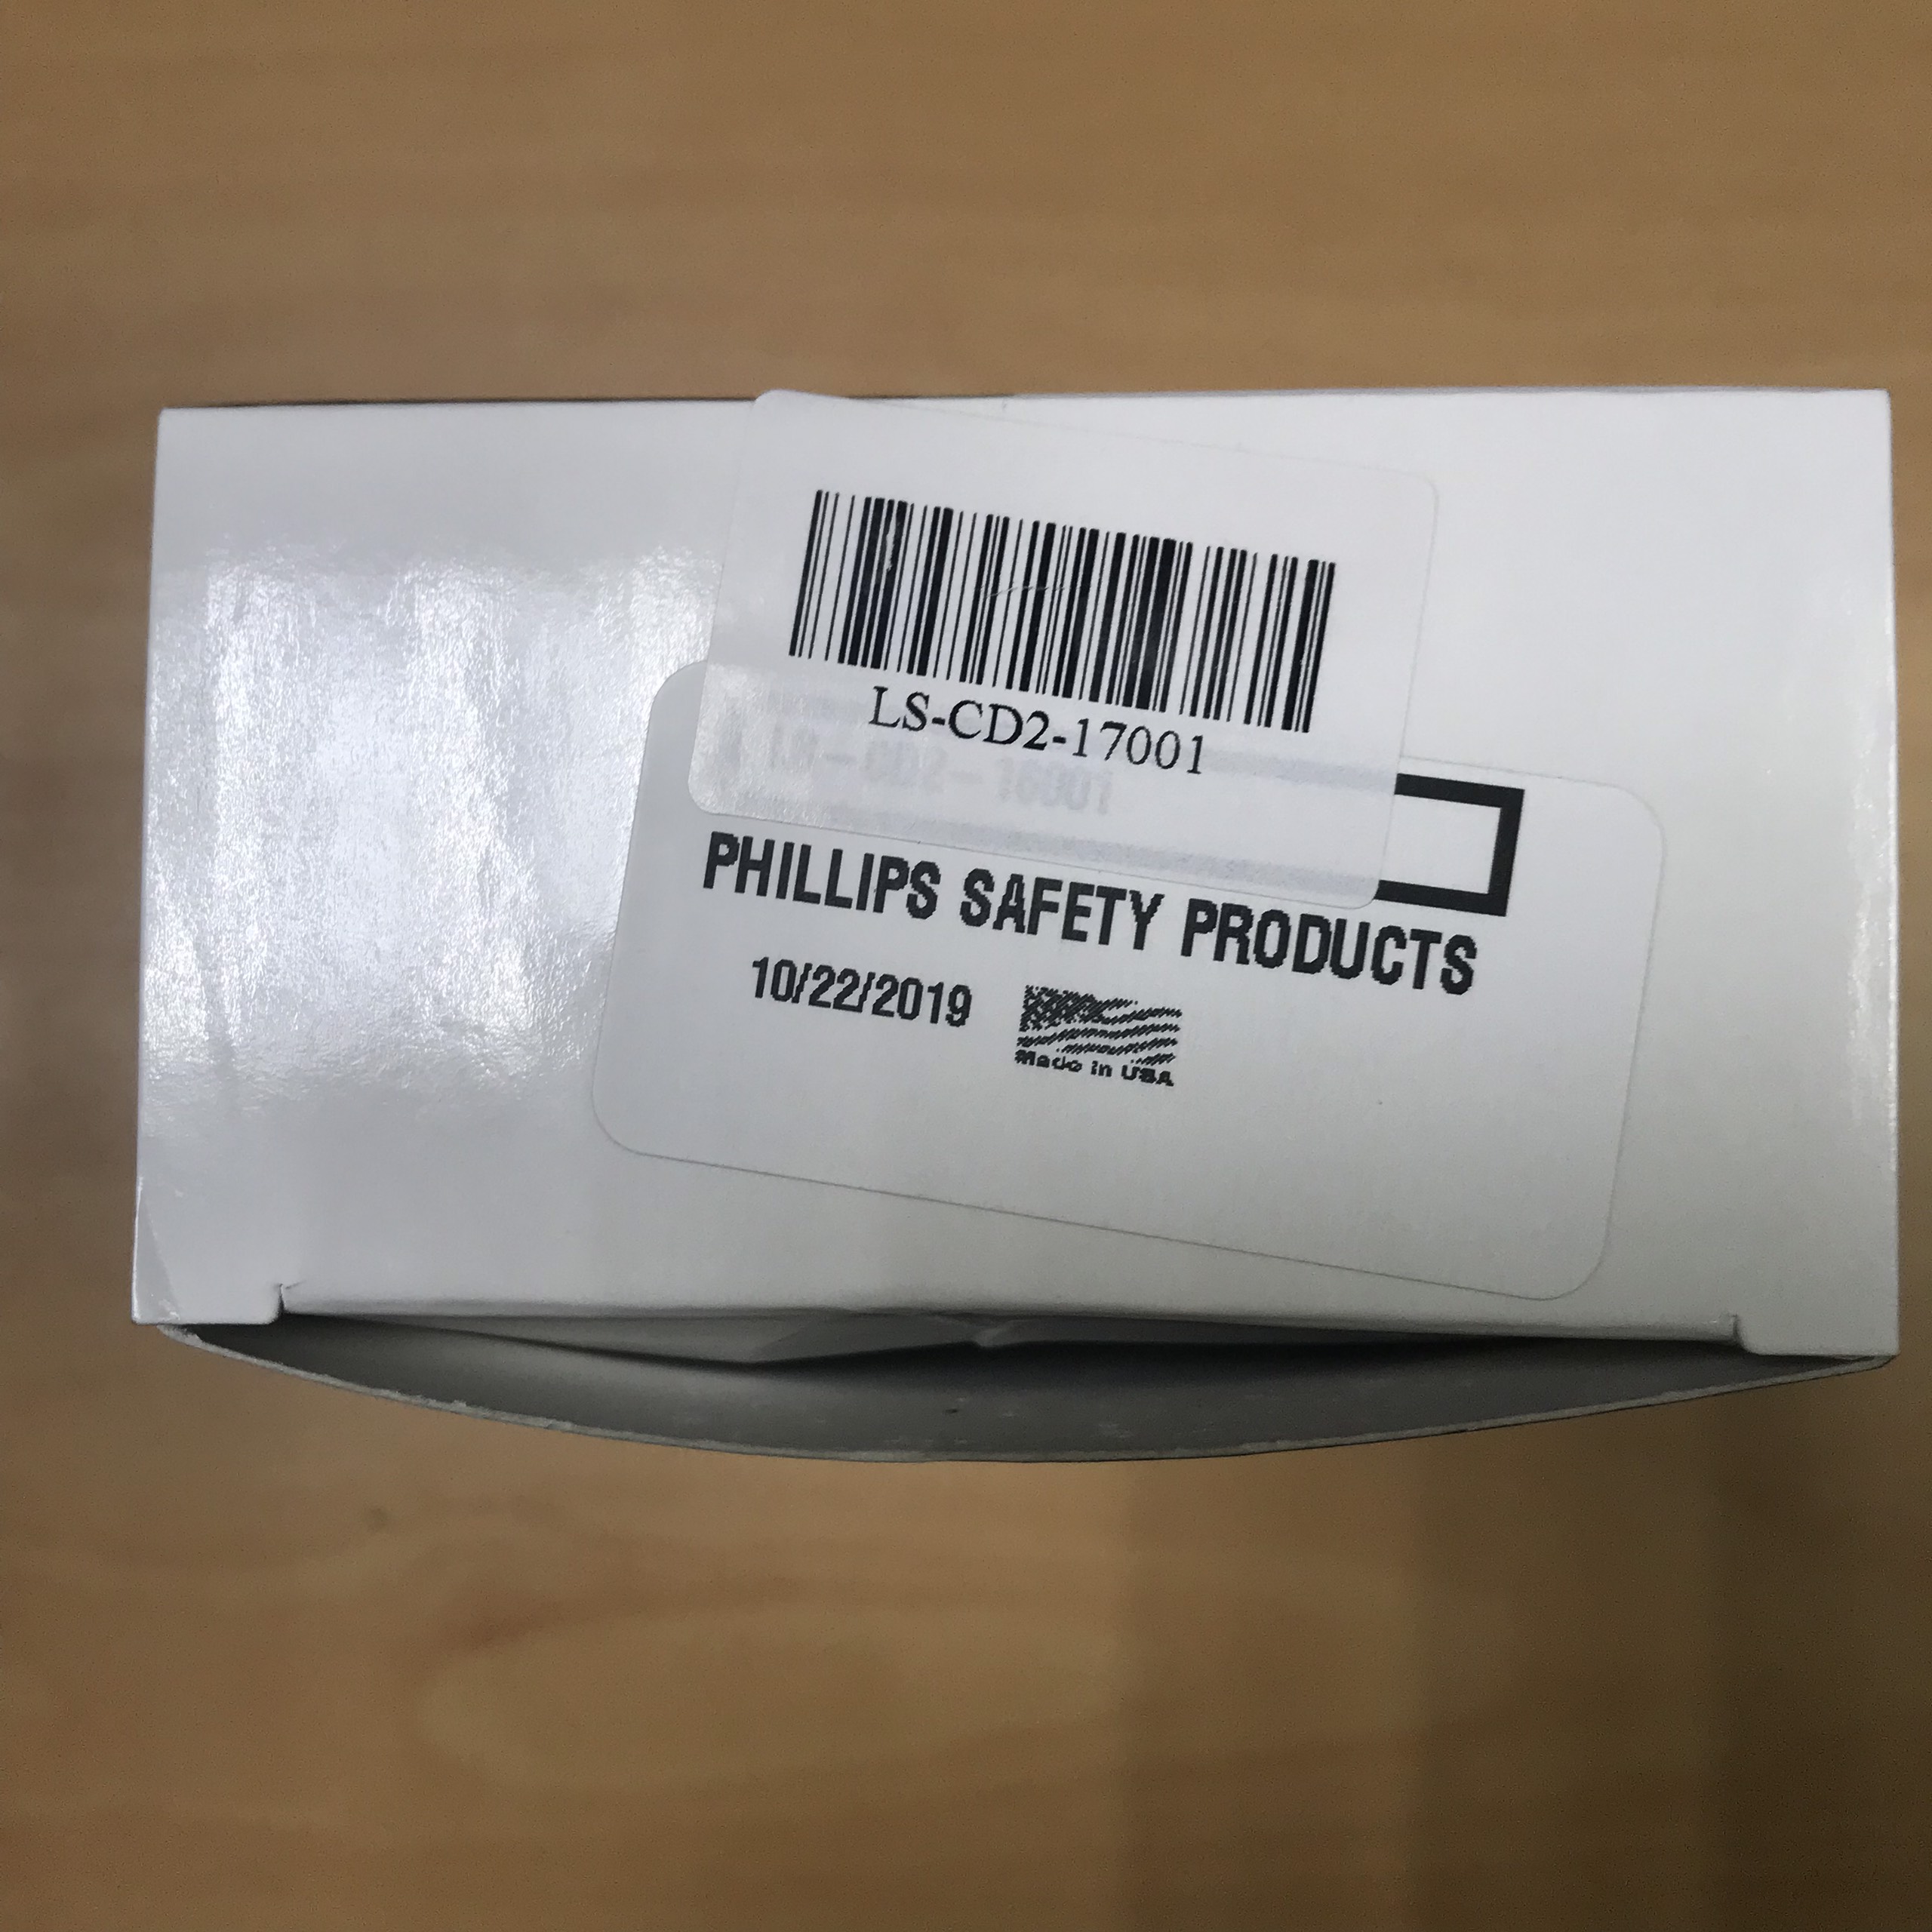 LS-CD2-17001
PHILLIPS SAFETY PRODUCTS
10/22/2019
Made in USA